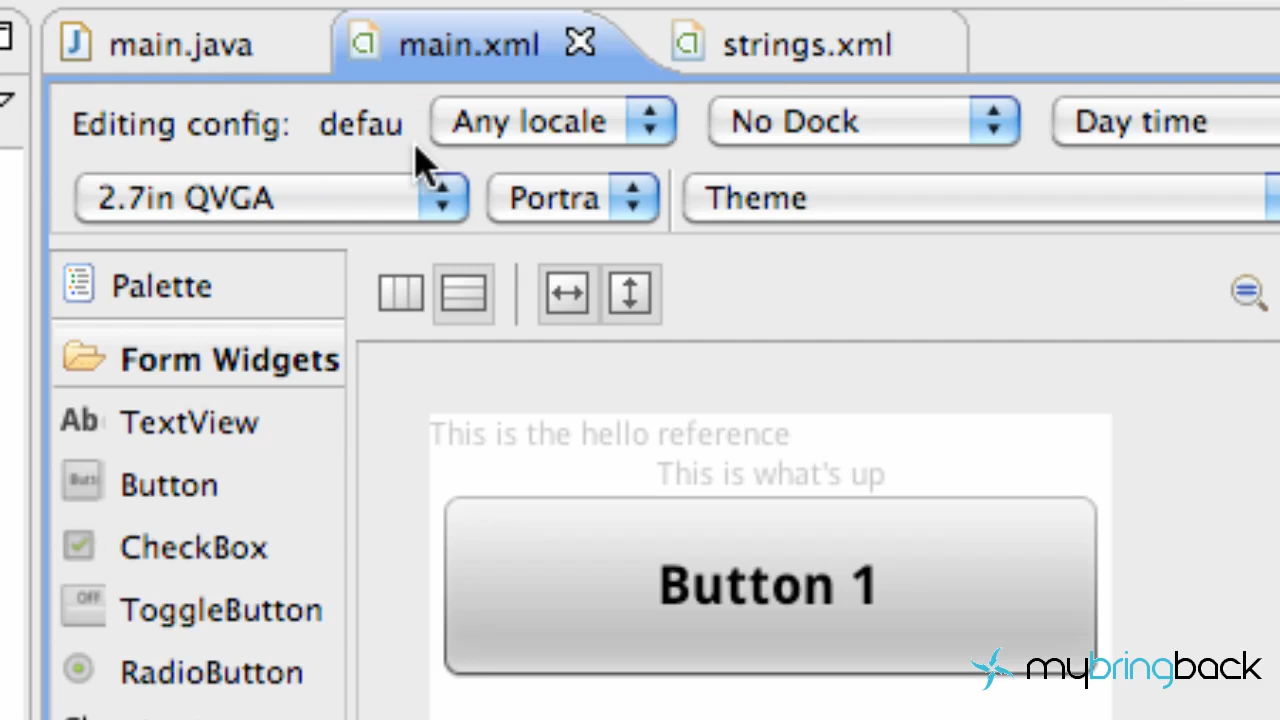 main.java main.xml strings.xml
Editing config: defau Any locale No Dock Day time
2.7in QVGA Portra Theme
Palette
Form Widgets
Ab TextView
Button
CheckBox
OFF ToggleButton
RadioButton
This is the hello reference
This is what's up
Button 1
mybringback